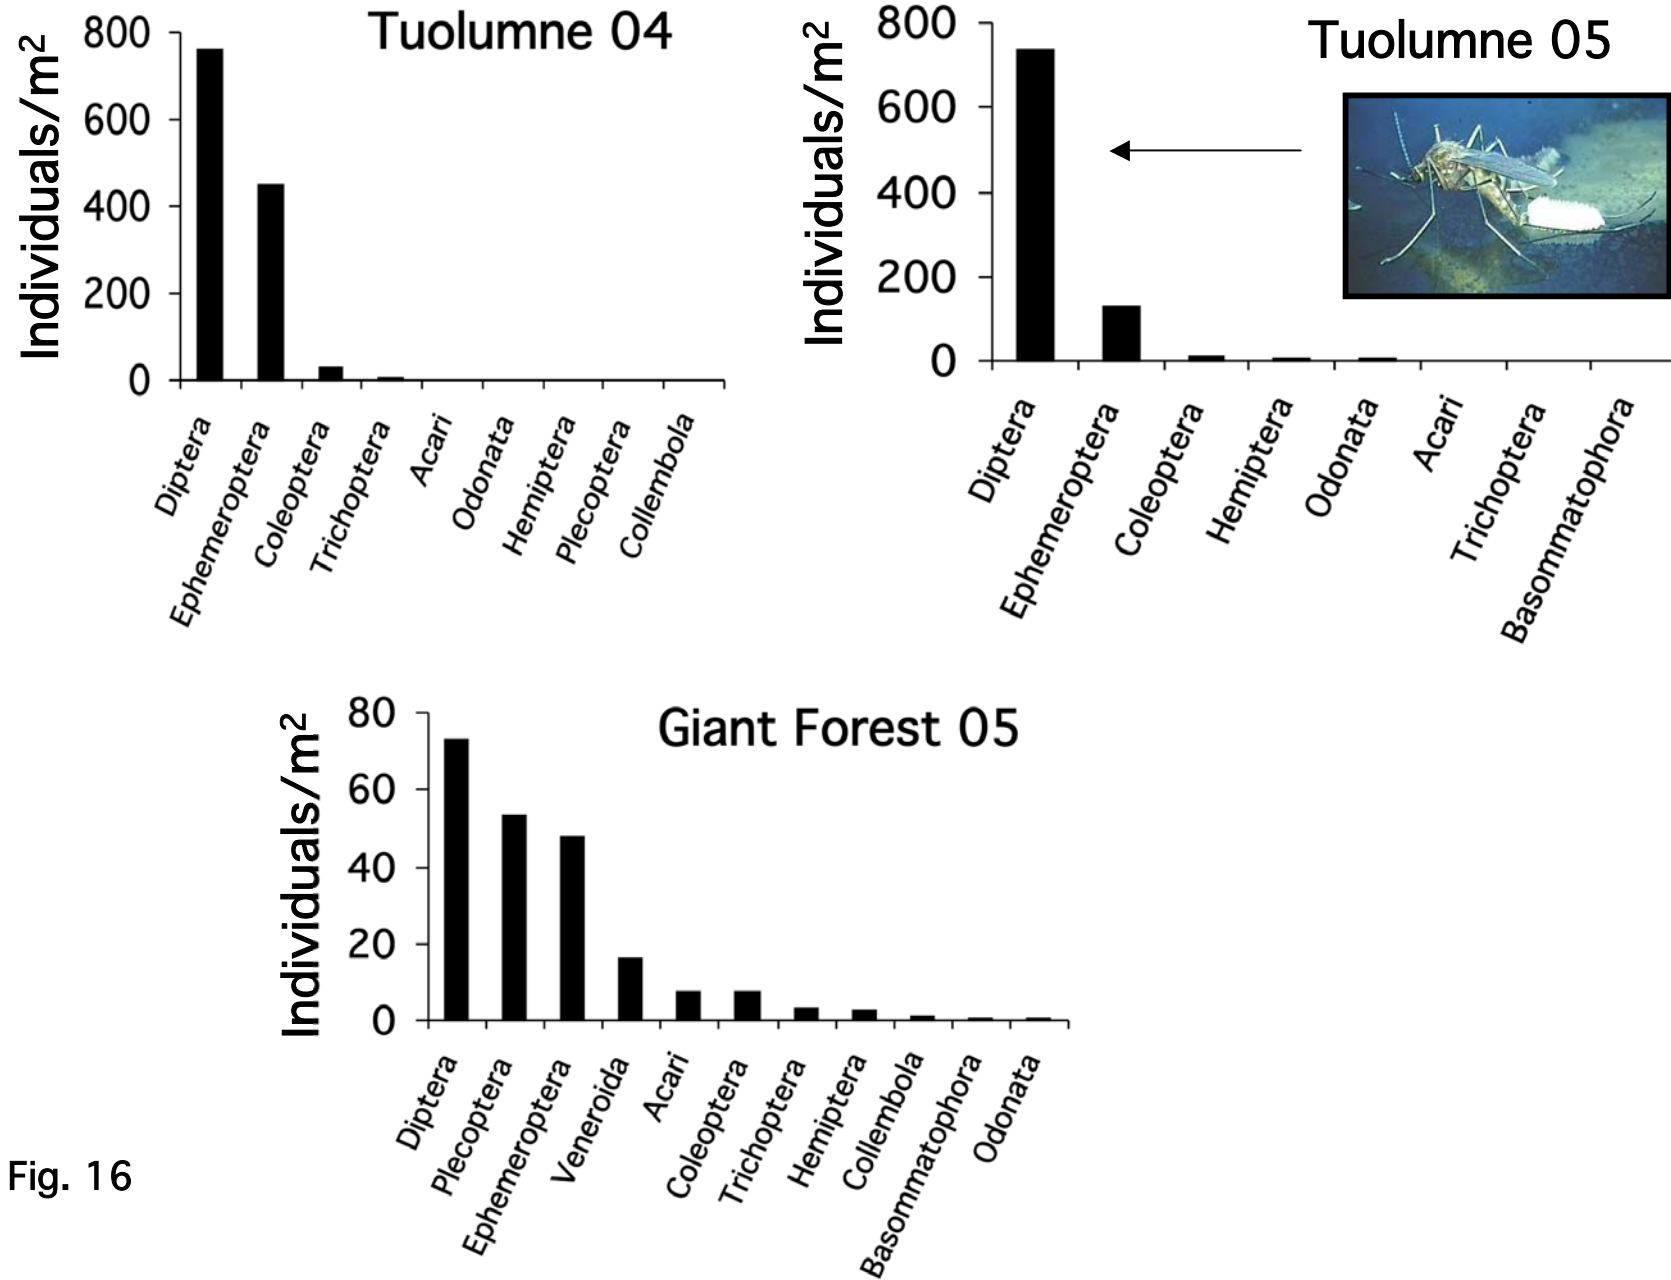 Tuolumne 04
Individuals/m²
800
600
400
200
0
Diptera
Ephemeroptera
Coleoptera
Trichoptera
Acari
Odonata
Hemiptera
Plecoptera
Collembola
Tuolumne 05
Individuals/m²
800
600
400
200
0
Diptera
Ephemeroptera
Coleoptera
Hemiptera
Odonata
Acari
Trichoptera
Basommatophora
Giant Forest 05
Individuals/m²
80
60
40
20
0
Diptera
Plecoptera
Ephemeroptera
Veneroida
Acari
Coleoptera
Trichoptera
Hemiptera
Collembola
Basommatophora
Odonata
Fig. 16